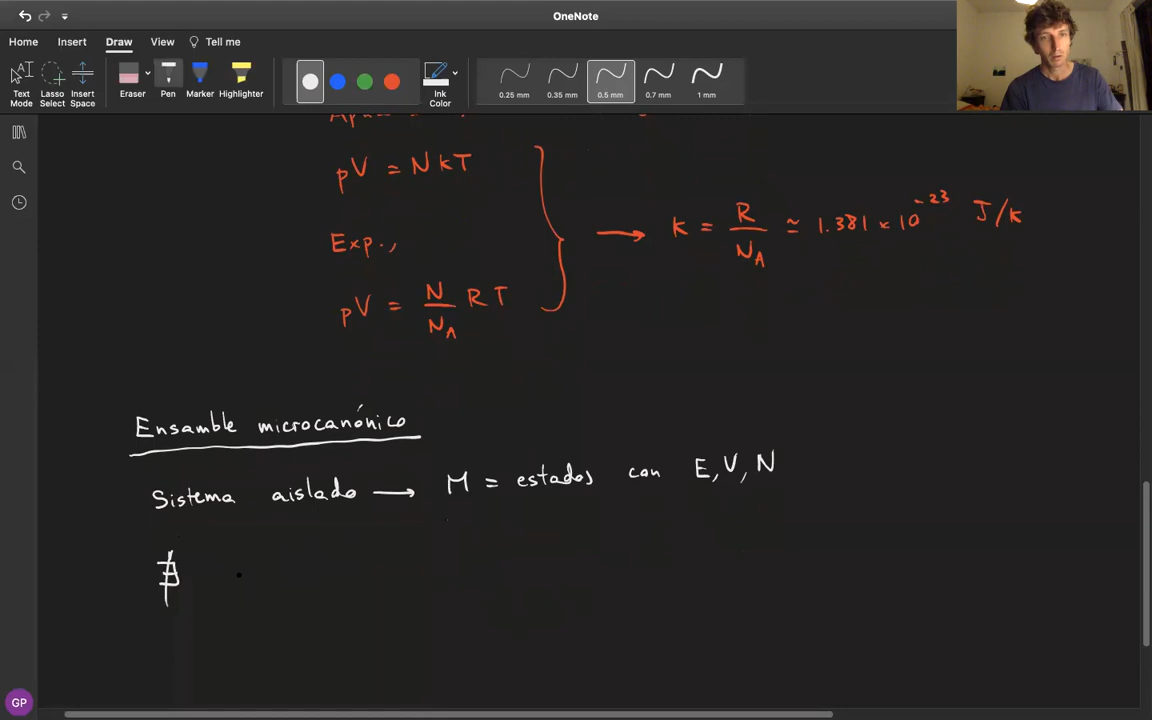 OneNote
Home Insert Draw View Tell me
Text Mode Lasso Select Insert Space Eraser Pen Marker Highlighter Ink Color 0.25 mm 0.35 mm 0.5 mm 0.7 mm 1 mm
pV = NkT
k = R/N_A ≃ 1.381 × 10^-23 J/K
Exp.,
pV = N/N_A RT
Ensamble microcanónico
Sistema aislado → M = estados con E, V, N
∄
GP